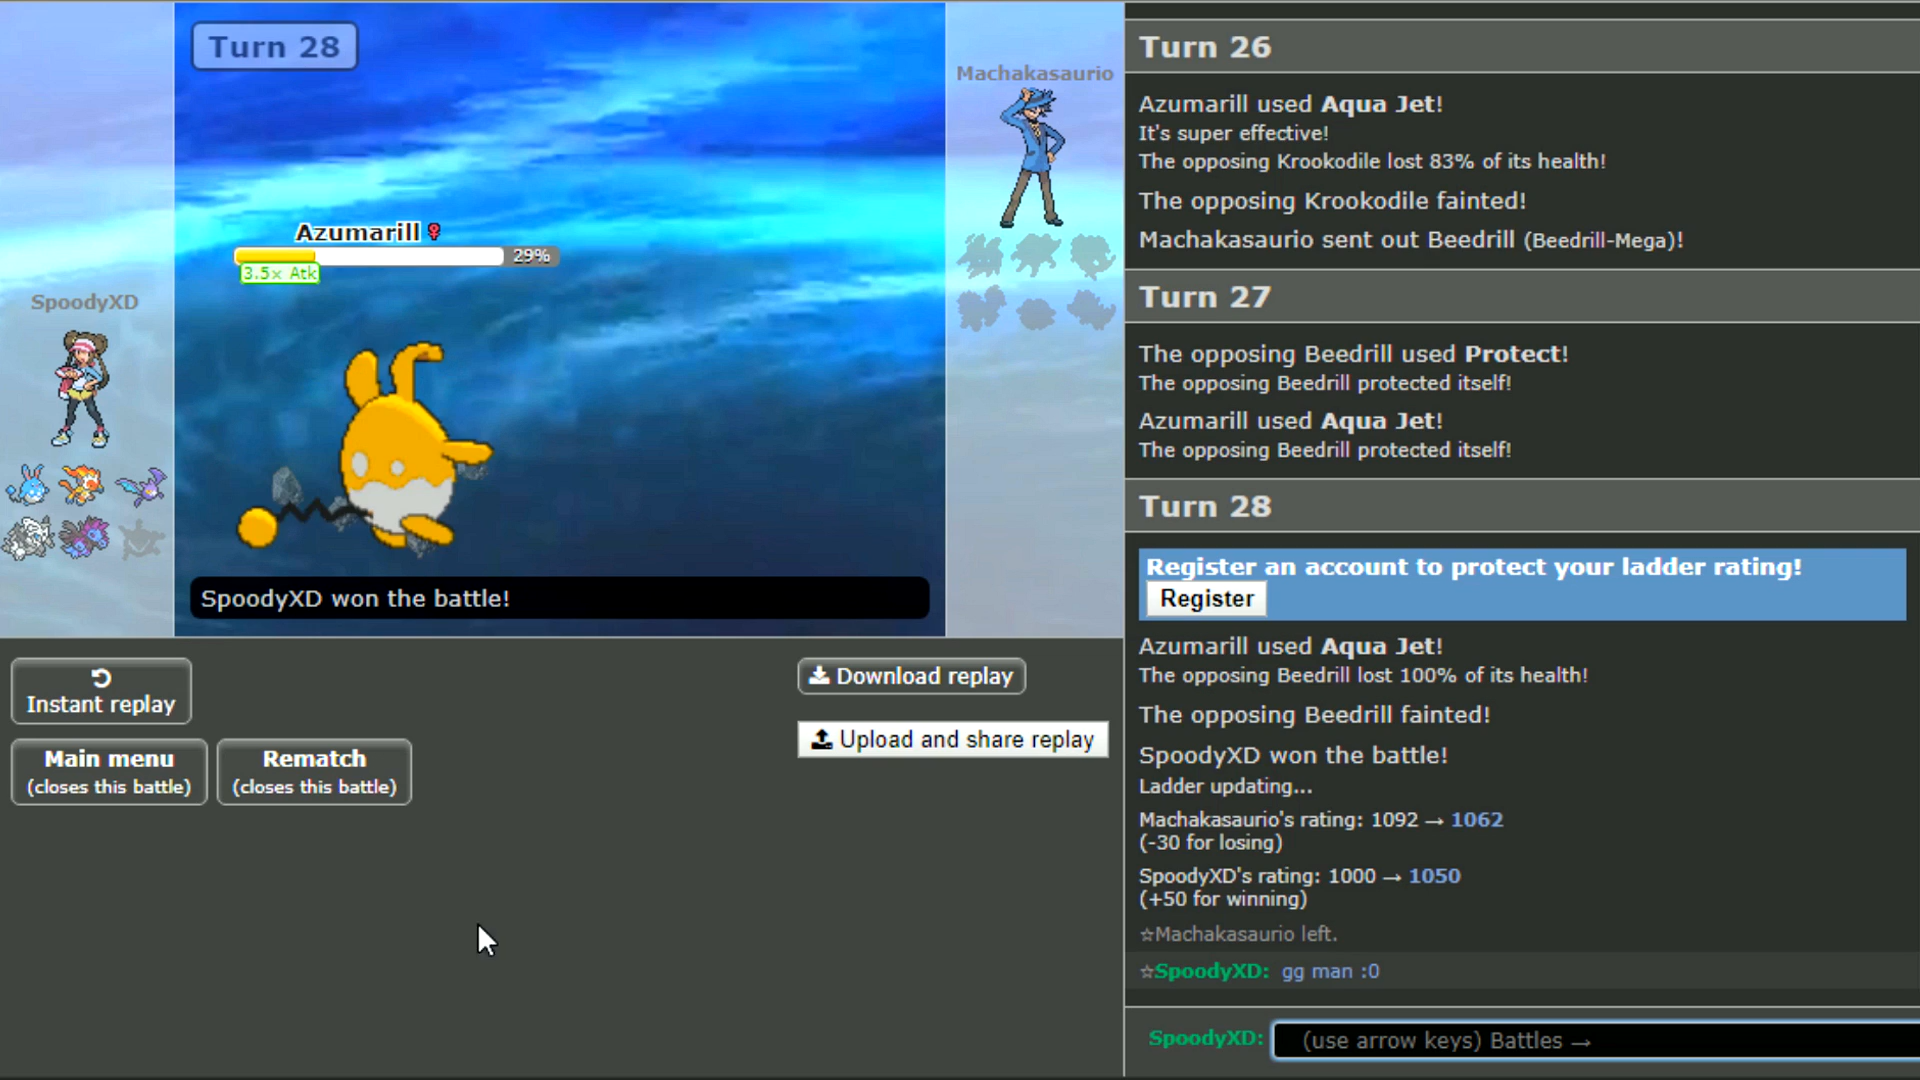 Turn 28
Machakasaurio
Azumarill
29%
3.5× Atk
SpoodyXD
SpoodyXD won the battle!
Instant replay
Download replay
Upload and share replay
Main menu
(closes this battle)
Rematch
(closes this battle)
Turn 26
Azumarill used Aqua Jet!
It's super effective!
The opposing Krookodile lost 83% of its health!
The opposing Krookodile fainted!
Machakasaurio sent out Beedrill (Beedrill-Mega)!
Turn 27
The opposing Beedrill used Protect!
The opposing Beedrill protected itself!
Azumarill used Aqua Jet!
The opposing Beedrill protected itself!
Turn 28
Register an account to protect your ladder rating!
Register
Azumarill used Aqua Jet!
The opposing Beedrill lost 100% of its health!
The opposing Beedrill fainted!
SpoodyXD won the battle!
Ladder updating...
Machakasaurio's rating: 1092 → 1062
(-30 for losing)
SpoodyXD's rating: 1000 → 1050
(+50 for winning)
☆Machakasaurio left.
☆SpoodyXD: gg man :0
SpoodyXD: (use arrow keys) Battles →